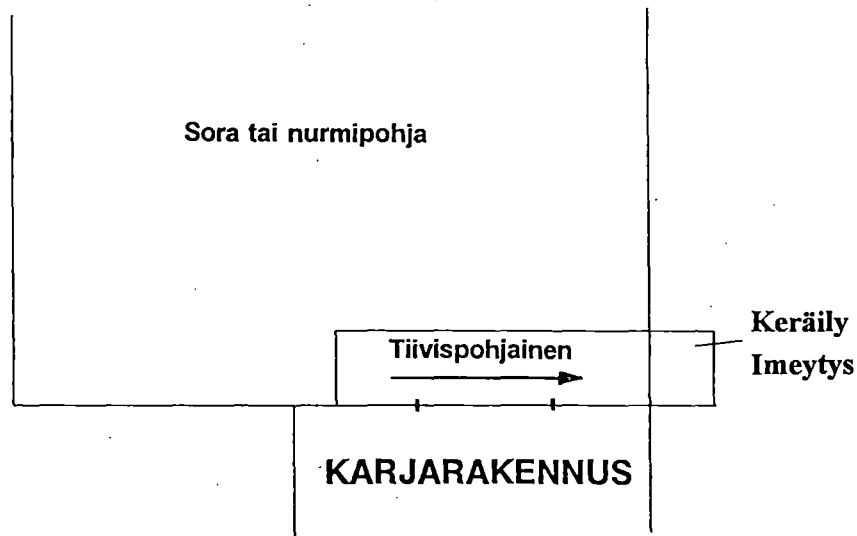 Sora tai nurmipohja
Keräily
Imeytys
Tiivispohjainen
KARJARAKENNUS